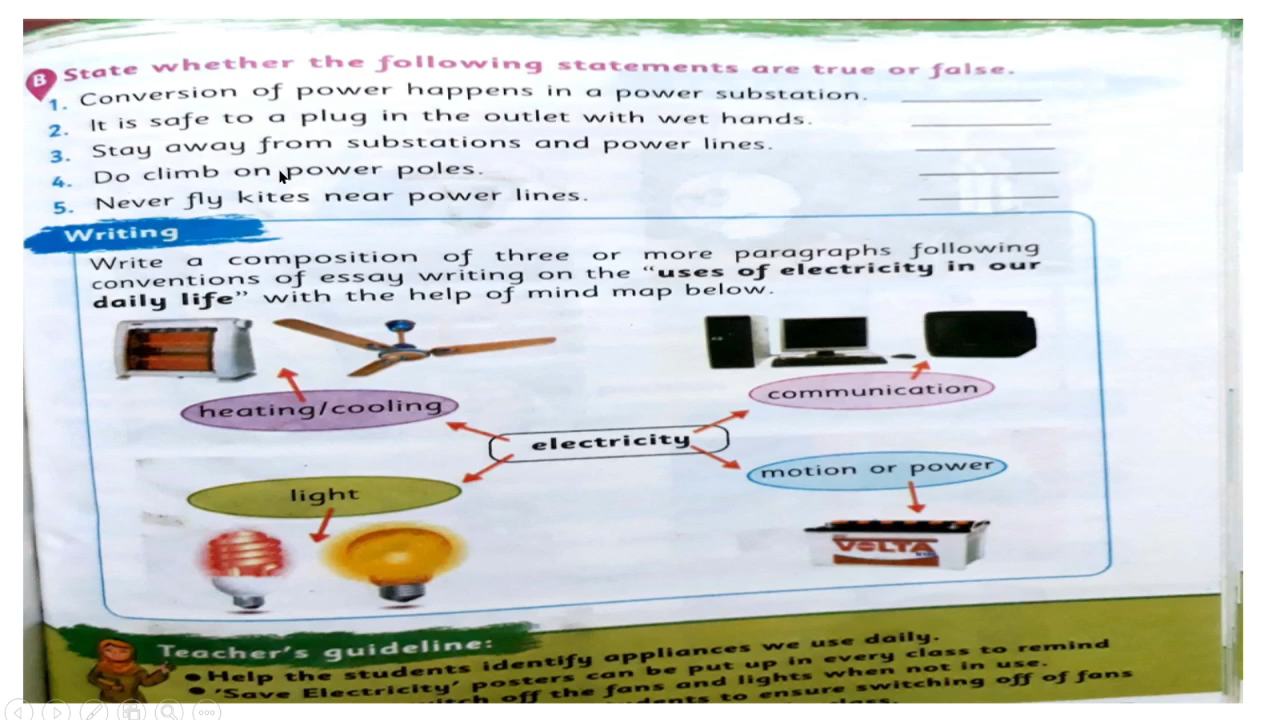 B State whether the following statements are true or false.
1. Conversion of power happens in a power substation.
2. It is safe to a plug in the outlet with wet hands.
3. Stay away from substations and power lines.
4. Do climb on power poles.
5. Never fly kites near power lines.
Writing
Write a composition of three or more paragraphs following
conventions of essay writing on the “uses of electricity in our
daily life” with the help of mind map below.
heating/cooling
communication
electricity
light
motion or power
VOLTA
Teacher's guideline:
● Help the students identify appliances we use daily.
● 'Save Electricity' posters can be put up in every class to remind
off the fans and lights when not in use.
to ensure switching off of fans
class.